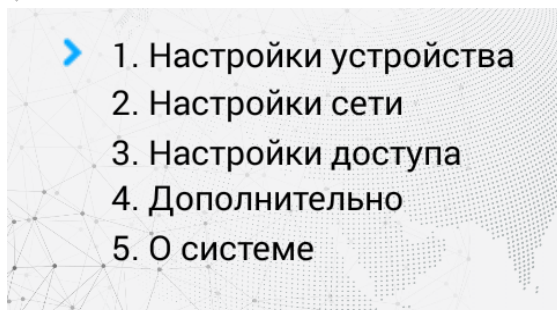 1. Настройки устройства
2. Настройки сети
3. Настройки доступа
4. Дополнительно
5. О системе